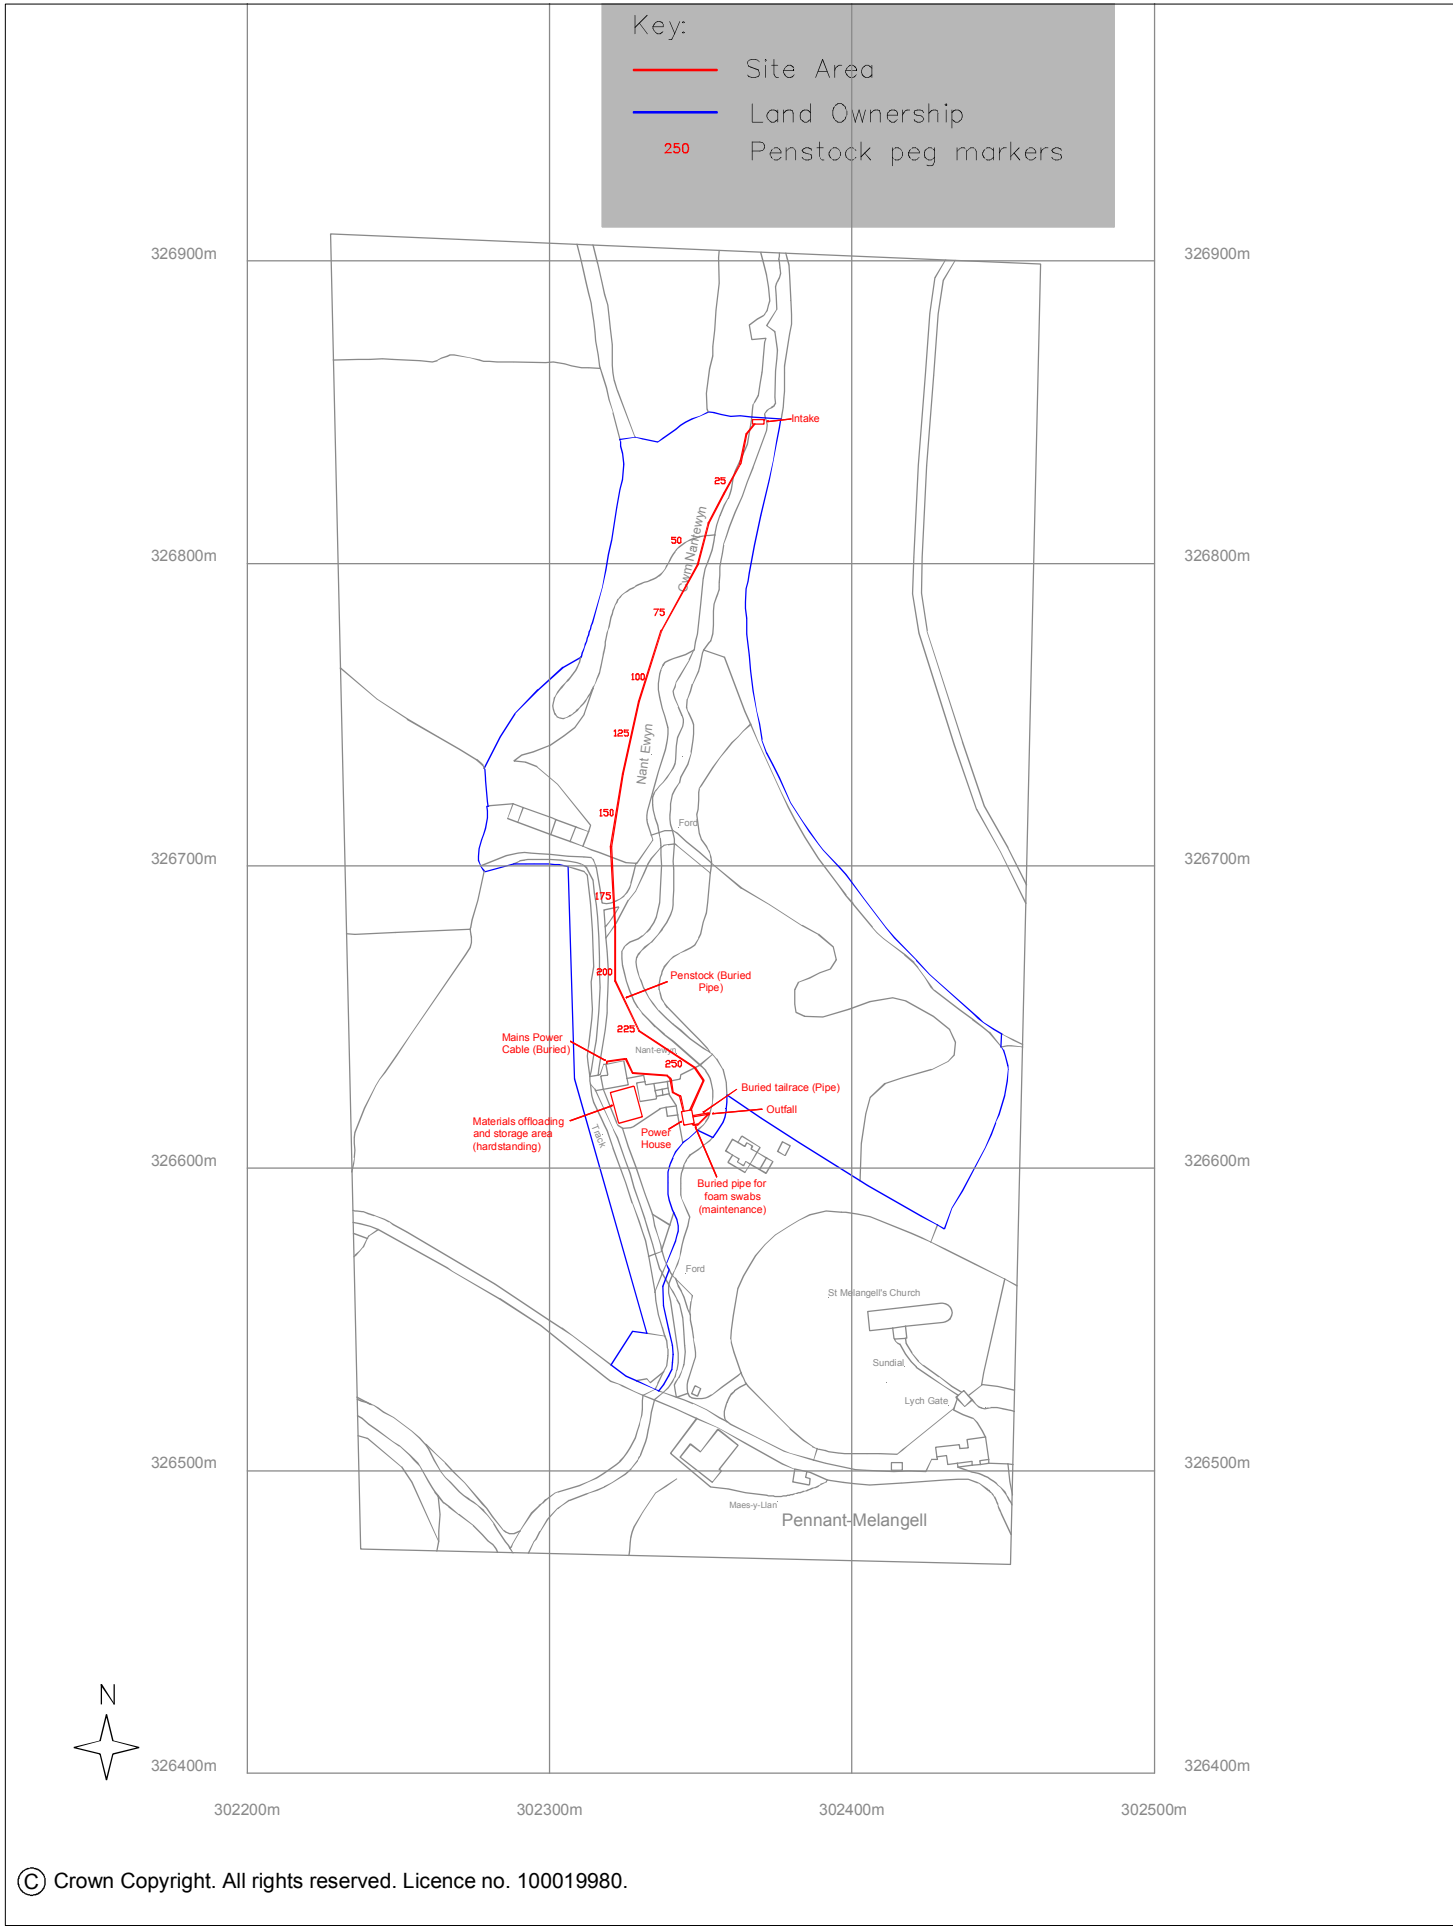 Key:
Site Area
Land Ownership
250 Penstock peg markers
326900m
326900m
Intake
25
Cwm Nantewyn
50
326800m
326800m
75
100
125
Nant Ewyn
150
Ford
326700m
326700m
175
200
Penstock (Buried
Pipe)
225
Mains Power
Cable (Buried)
Nant-ewyn
250
Buried tailrace (Pipe)
Outfall
Materials offloading
and storage area
(hardstanding)
Track
Power
House
326600m
326600m
Buried pipe for
foam swabs
(maintenance)
Ford
St Melangell's Church
Sundial
Lych Gate
326500m
326500m
Maes-y-Llan
Pennant-Melangell
N
326400m
326400m
302200m
302300m
302400m
302500m
© Crown Copyright. All rights reserved. Licence no. 100019980.